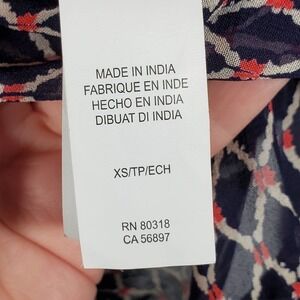 MADE IN INDIA
FABRIQUE EN INDE
HECHO EN INDIA
DIBUAT DI INDIA
XS/TP/ECH
RN 80318
CA 56897